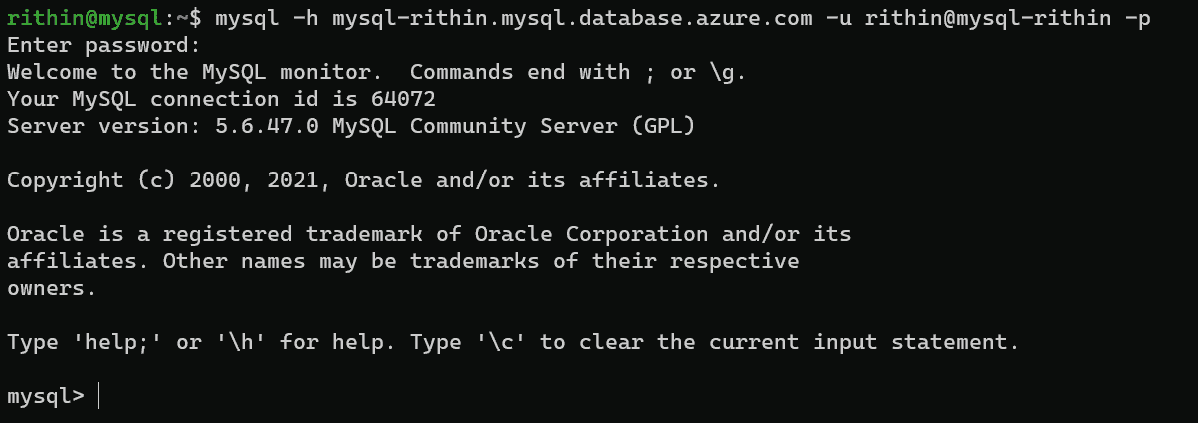 rithin@mysql:~$ mysql -h mysql-rithin.mysql.database.azure.com -u rithin@mysql-rithin -p
Enter password:
Welcome to the MySQL monitor.  Commands end with ; or \g.
Your MySQL connection id is 64072
Server version: 5.6.47.0 MySQL Community Server (GPL)

Copyright (c) 2000, 2021, Oracle and/or its affiliates.

Oracle is a registered trademark of Oracle Corporation and/or its
affiliates. Other names may be trademarks of their respective
owners.

Type 'help;' or '\h' for help. Type '\c' to clear the current input statement.

mysql>